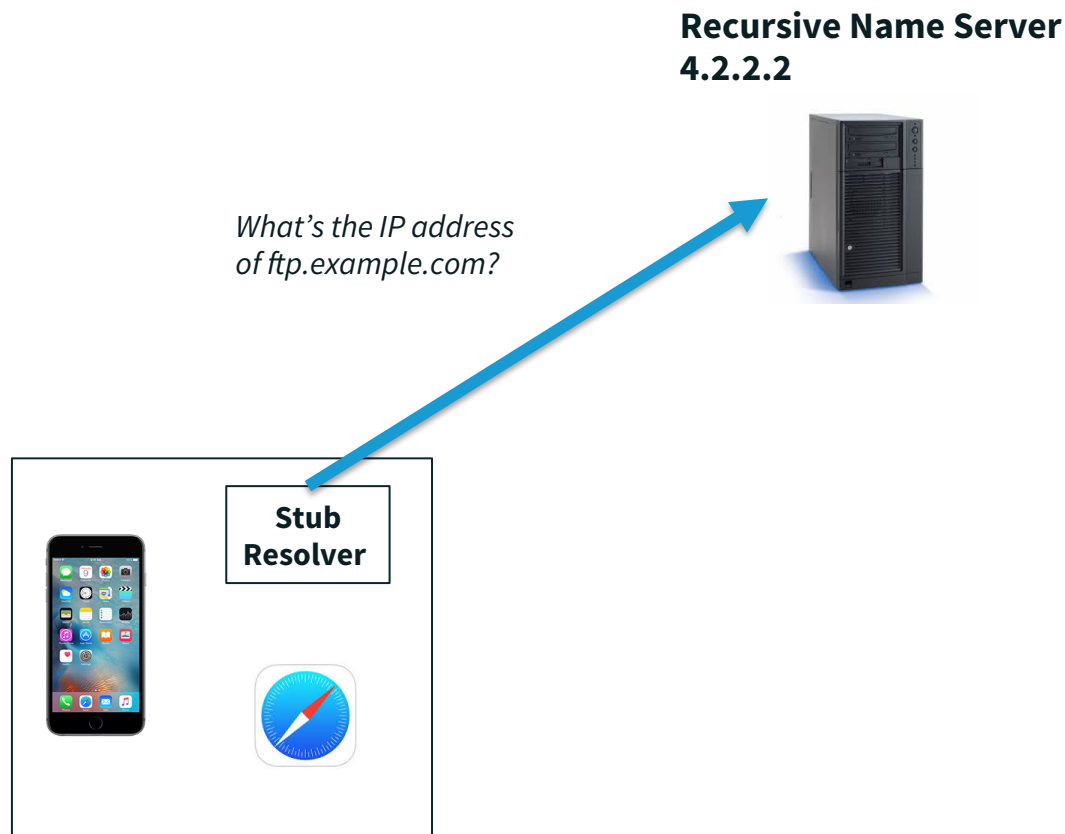 Recursive Name Server
4.2.2.2
What’s the IP address
of ftp.example.com?
Stub
Resolver